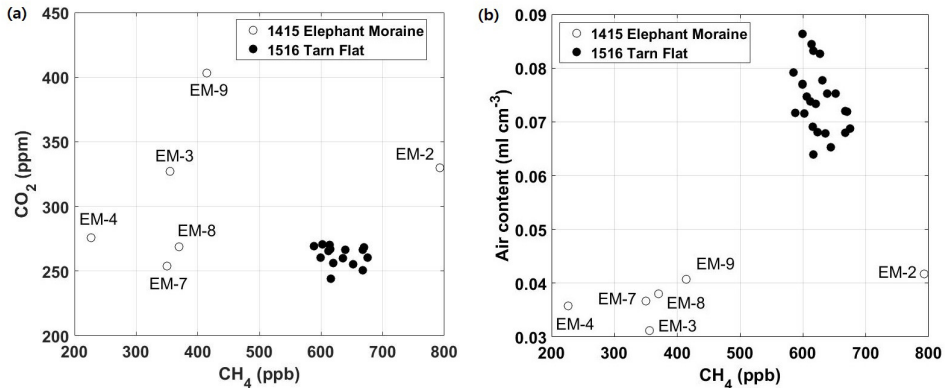 (a)
450
400
350
300
250
200
CO2 (ppm)
1415 Elephant Moraine
1516 Tarn Flat
EM-9
EM-3
EM-2
EM-4
EM-8
EM-7
200 300 400 500 600 700 800
CH4 (ppb)
(b)
0.09
0.08
0.07
0.06
0.05
0.04
0.03
Air content (ml cm-3)
1415 Elephant Moraine
1516 Tarn Flat
EM-9
EM-2
EM-7
EM-8
EM-4
EM-3
200 300 400 500 600 700 800
CH4 (ppb)